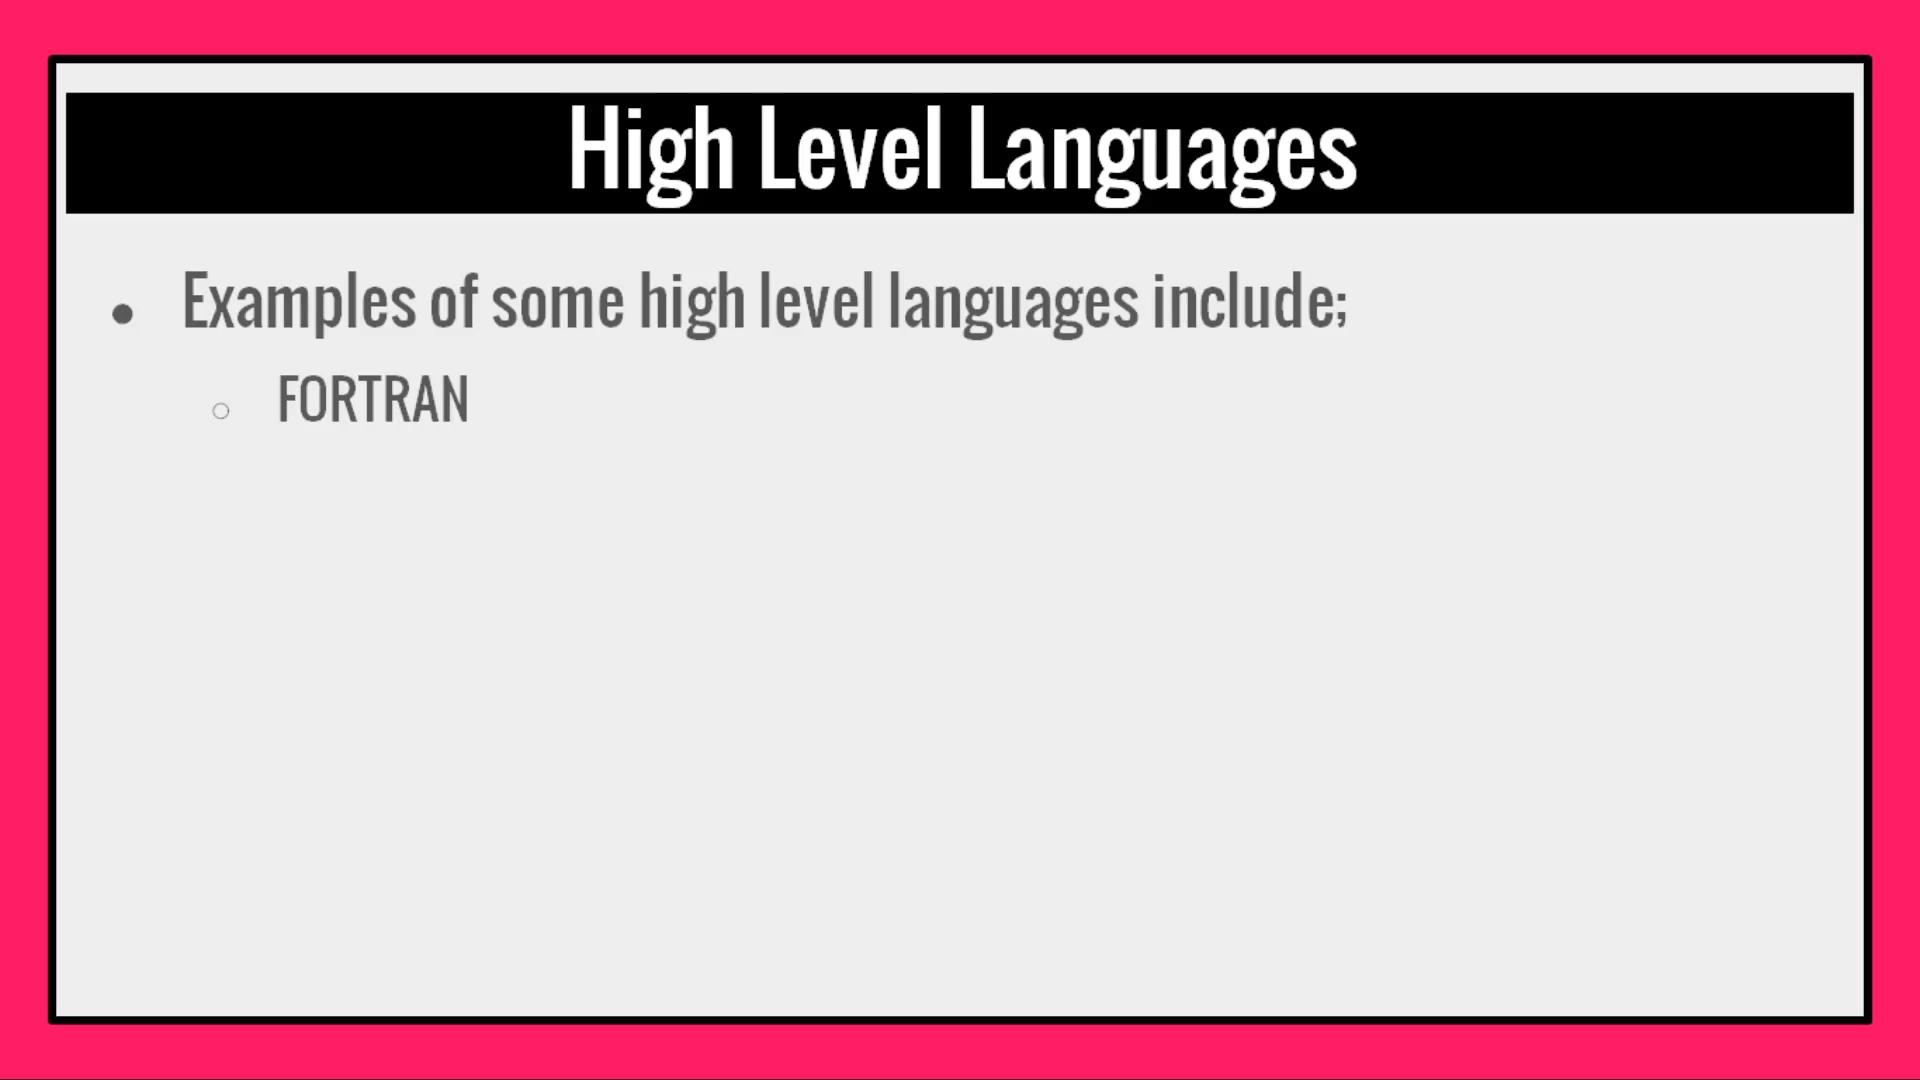 High Level Languages
Examples of some high level languages include;
FORTRAN